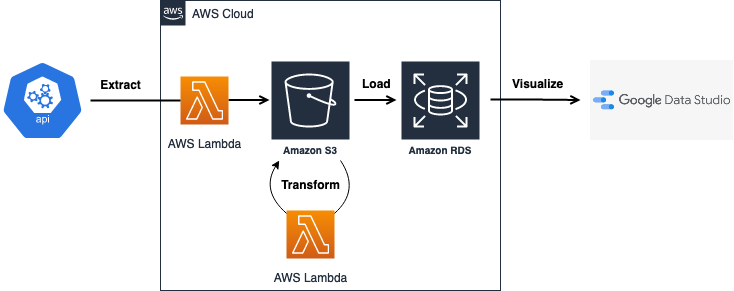 aws
AWS Cloud
Extract
Load
Visualize
api
Google Data Studio
AWS Lambda
Amazon S3
Amazon RDS
Transform
AWS Lambda